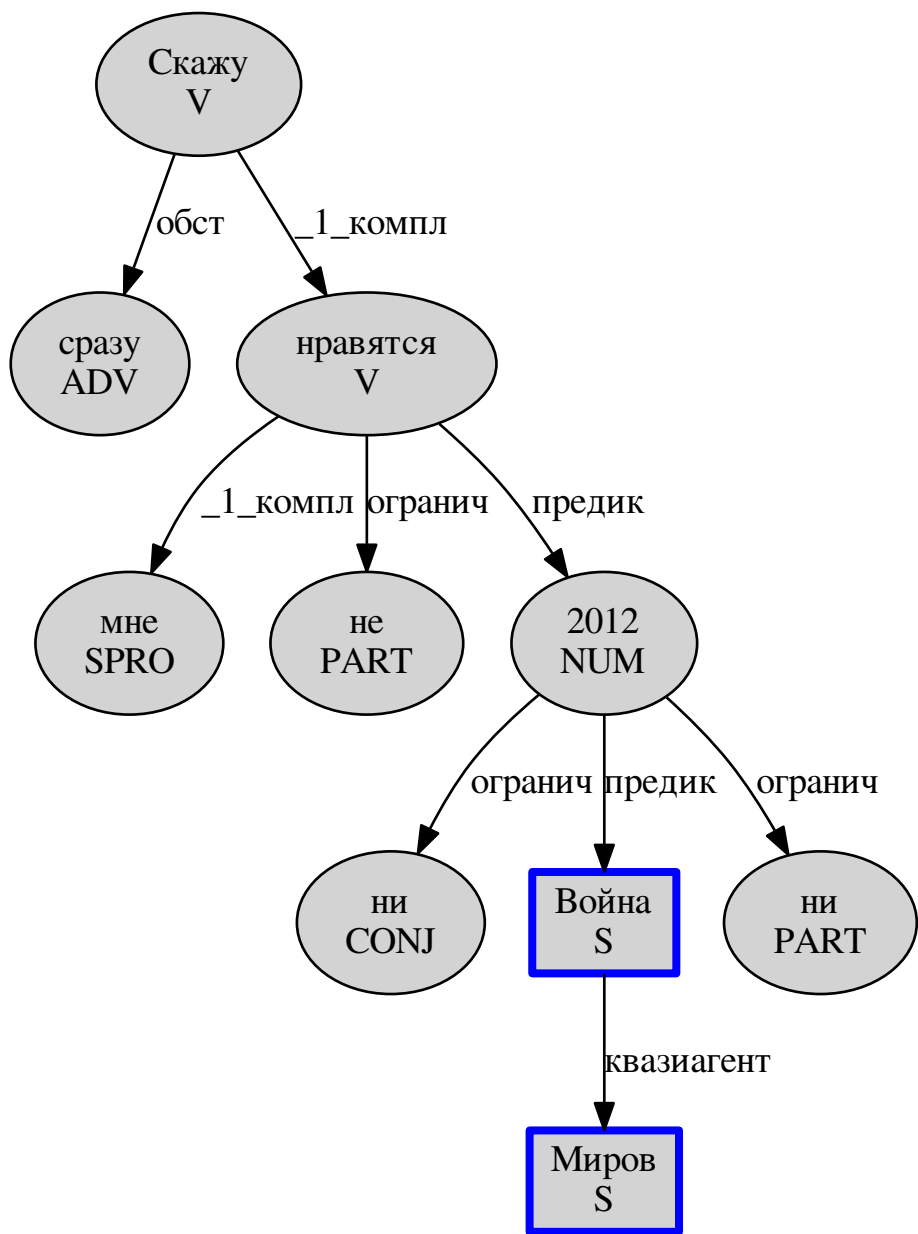 Скажу
V
обст
_1_компл
сразу
ADV
нравятся
V
_1_компл
огранич
предик
мне
SPRO
не
PART
2012
NUM
огранич
предик
огранич
ни
CONJ
Война
S
ни
PART
квазиагент
Миров
S